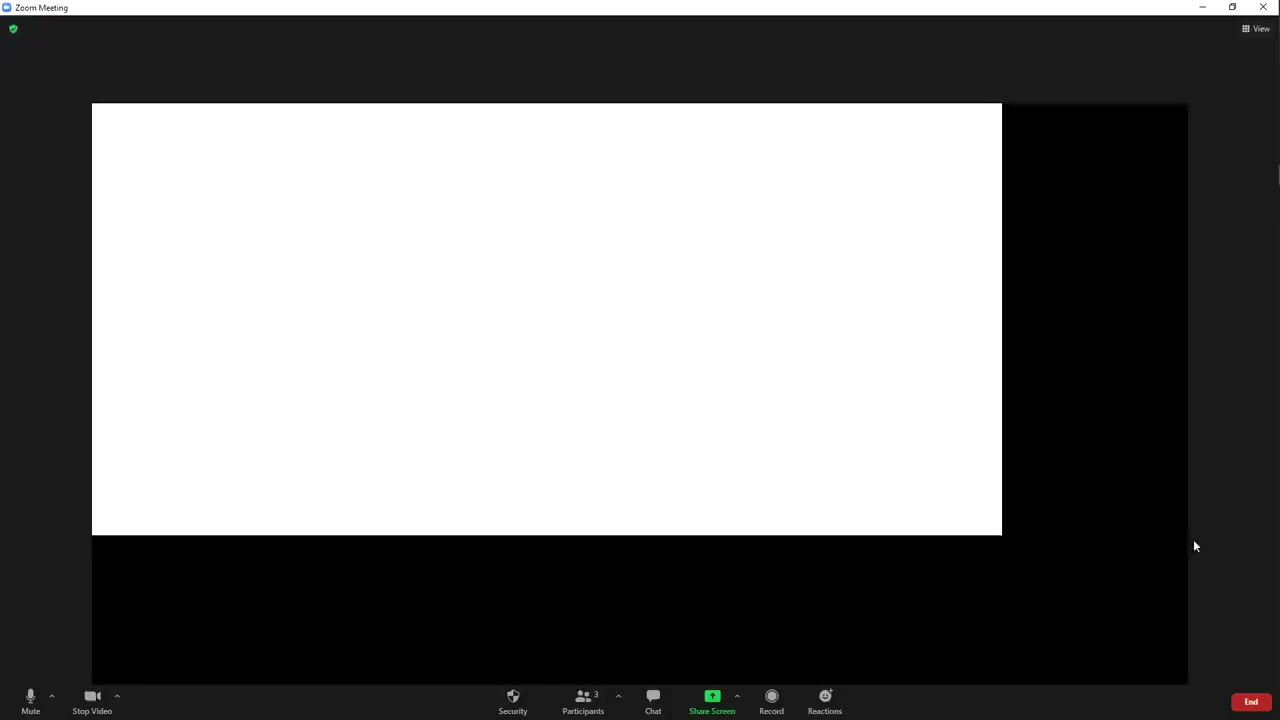 Zoom Meeting
View
Mute
Stop Video
Security
Participants
3
Chat
Share Screen
Record
Reactions
End